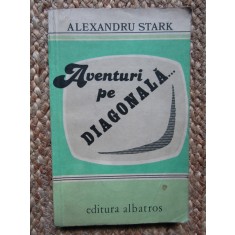 ALEXANDRU STARK
Aventuri
pe
DIAGONALĂ...
editura albatros